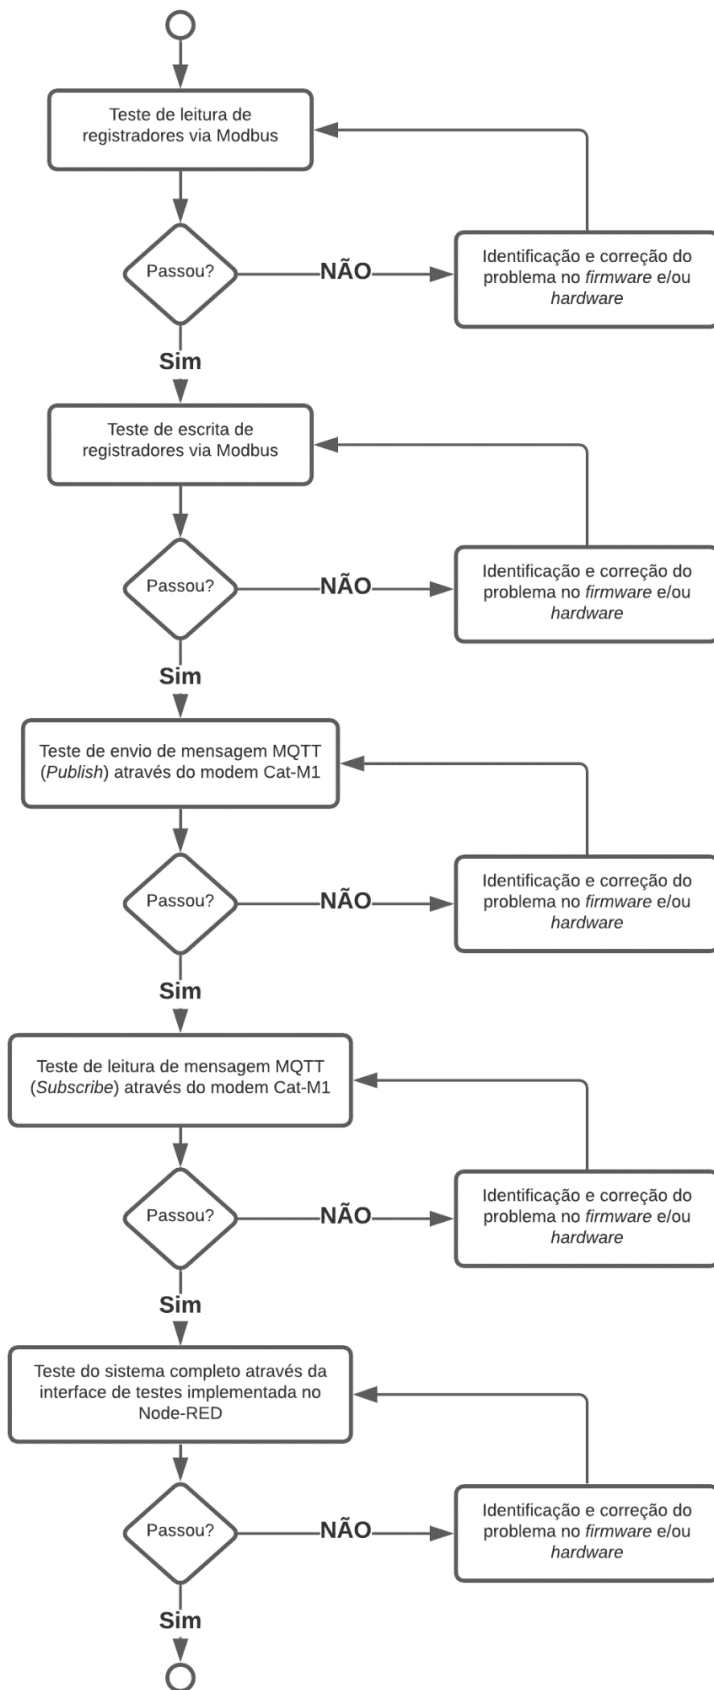 Teste de leitura de
registradores via Modbus
Passou?
NÃO
Identificação e correção do
problema no firmware e/ou
hardware
Sim
Teste de escrita de
registradores via Modbus
Passou?
NÃO
Identificação e correção do
problema no firmware e/ou
hardware
Sim
Teste de envio de mensagem MQTT
(Publish) através do modem Cat-M1
Passou?
NÃO
Identificação e correção do
problema no firmware e/ou
hardware
Sim
Teste de leitura de mensagem MQTT
(Subscribe) através do modem Cat-M1
Passou?
NÃO
Identificação e correção do
problema no firmware e/ou
hardware
Sim
Teste do sistema completo através da
interface de testes implementada no
Node-RED
Passou?
NÃO
Identificação e correção do
problema no firmware e/ou
hardware
Sim